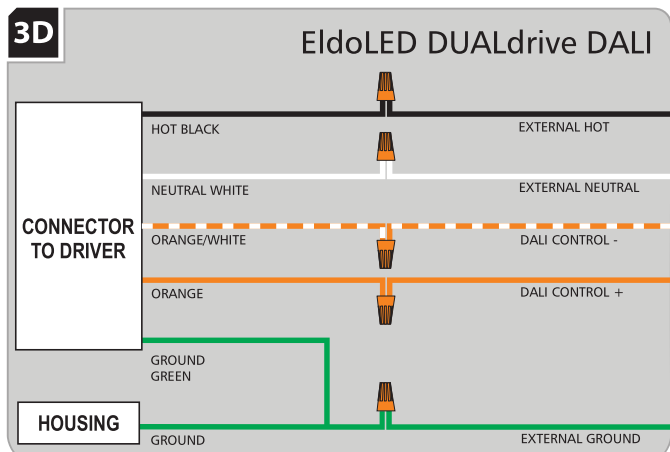 3D
EldoLED DUALdrive DALI
HOT BLACK
EXTERNAL HOT
NEUTRAL WHITE
EXTERNAL NEUTRAL
CONNECTOR
TO DRIVER
ORANGE/WHITE
DALI CONTROL -
ORANGE
DALI CONTROL +
GROUND
GREEN
HOUSING
GROUND
EXTERNAL GROUND